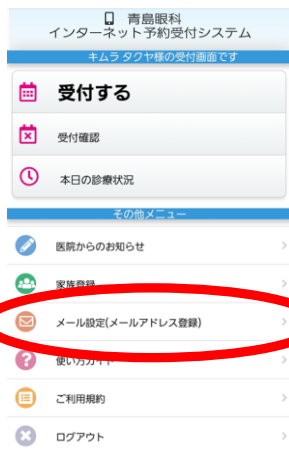 青島眼科
インターネット予約受付システム
キムラ タクヤ様の受付画面です
受付する
受付確認
本日の診療状況
その他メニュー
医院からのお知らせ
家族登録
メール設定(メールアドレス登録)
使い方ガイド
ご利用規約
ログアウト